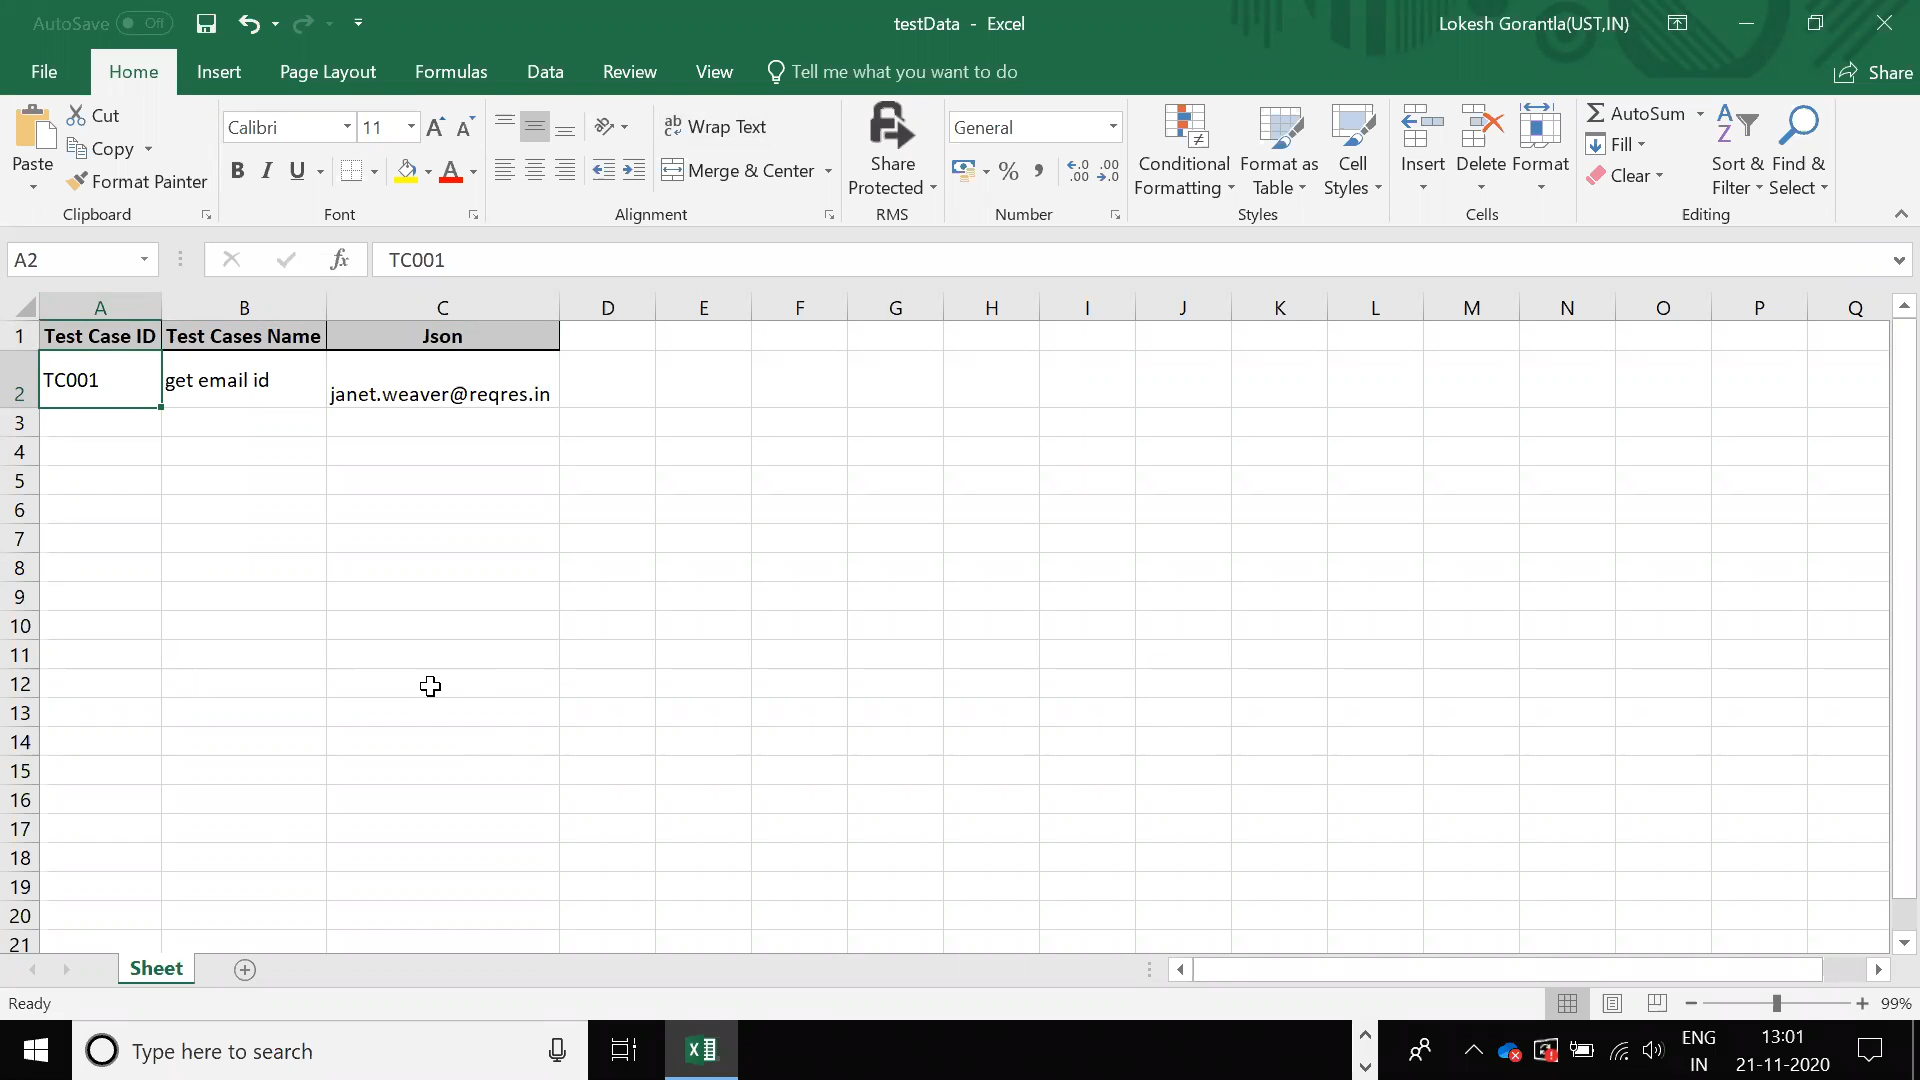 AutoSave Off
testData - Excel
Lokesh Gorantla(UST,IN)
File Home Insert Page Layout Formulas Data Review View Tell me what you want to do Share
Paste
Cut
Copy
Format Painter
Clipboard
Calibri 11
B I U
Font
Wrap Text
Merge & Center
Alignment
Share
Protected
RMS
General
% ,
Number
Conditional
Formatting
Format as
Table
Cell
Styles
Styles
Insert Delete Format
Cells
AutoSum
Fill
Clear
Sort &
Filter
Find &
Select
Editing
A2 fx TC001
A B C D E F G H I J K L M N O P Q
1 Test Case ID Test Cases Name Json
2 TC001 get email id janet.weaver@reqres.in
3
4
5
6
7
8
9
10
11
12
13
14
15
16
17
18
19
20
21
Sheet
Ready
99%
Type here to search
ENG
IN
13:01
21-11-2020